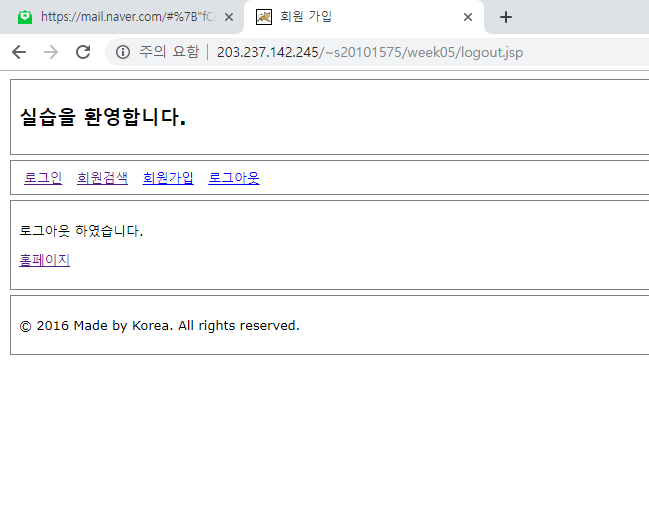 https://mail.naver.com/#%7B"fC
회원 가입
주의 요함 | 203.237.142.245/~s20101575/week05/logout.jsp
실습을 환영합니다.
로그인 회원검색 회원가입 로그아웃
로그아웃 하였습니다.
홈페이지
© 2016 Made by Korea. All rights reserved.